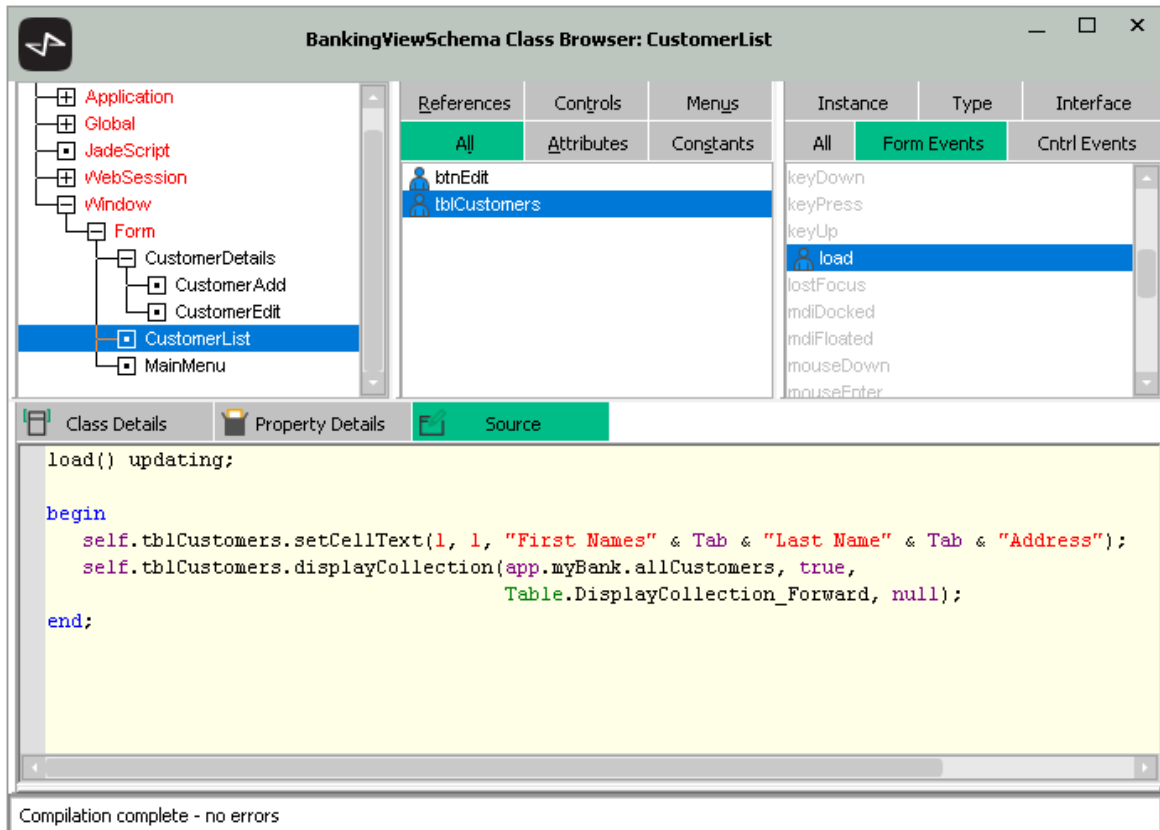 BankingViewSchema Class Browser: CustomerList
Application
Global
JadeScript
WebSession
Window
Form
CustomerDetails
CustomerAdd
CustomerEdit
CustomerList
MainMenu
References Controls Menus
All Attributes Constants
btnEdit
tblCustomers
Instance Type Interface
All Form Events Cntrl Events
keyDown
keyPress
keyUp
load
lostFocus
mdiDocked
mdiFloated
mouseDown
mouseEnter
Class Details Property Details Source
load() updating;
begin
self.tblCustomers.setCellText(1, 1, "First Names" & Tab & "Last Name" & Tab & "Address");
self.tblCustomers.displayCollection(app.myBank.allCustomers, true,
Table.DisplayCollection_Forward, null);
end;
Compilation complete - no errors